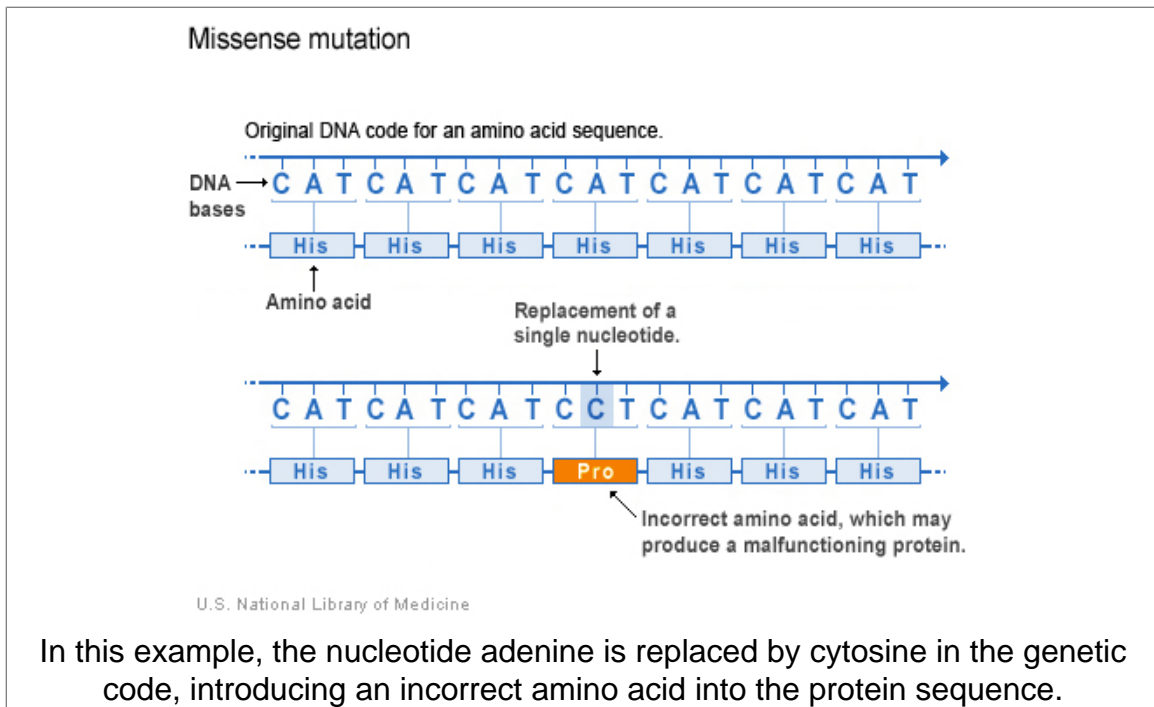 Missense mutation
Original DNA code for an amino acid sequence.
DNA bases
C A T C A T C A T C A T C A T C A T C A T
His His His His His His His
Amino acid
Replacement of a
single nucleotide.
C A T C A T C A T C C T C A T C A T C A T
His His His Pro His His His
Incorrect amino acid, which may
produce a malfunctioning protein.
U.S. National Library of Medicine
In this example, the nucleotide adenine is replaced by cytosine in the genetic
code, introducing an incorrect amino acid into the protein sequence.